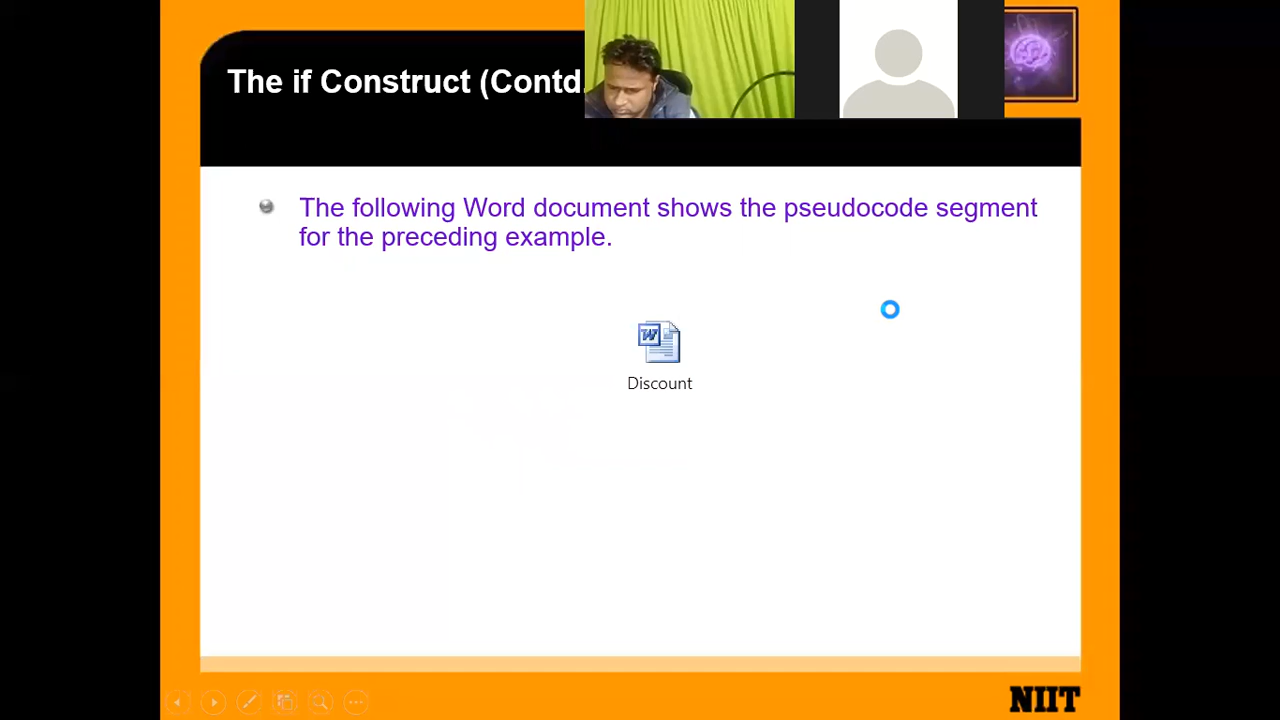 The if Construct (Contd.
The following Word document shows the pseudocode segment
for the preceding example.
W
Discount
NIIT